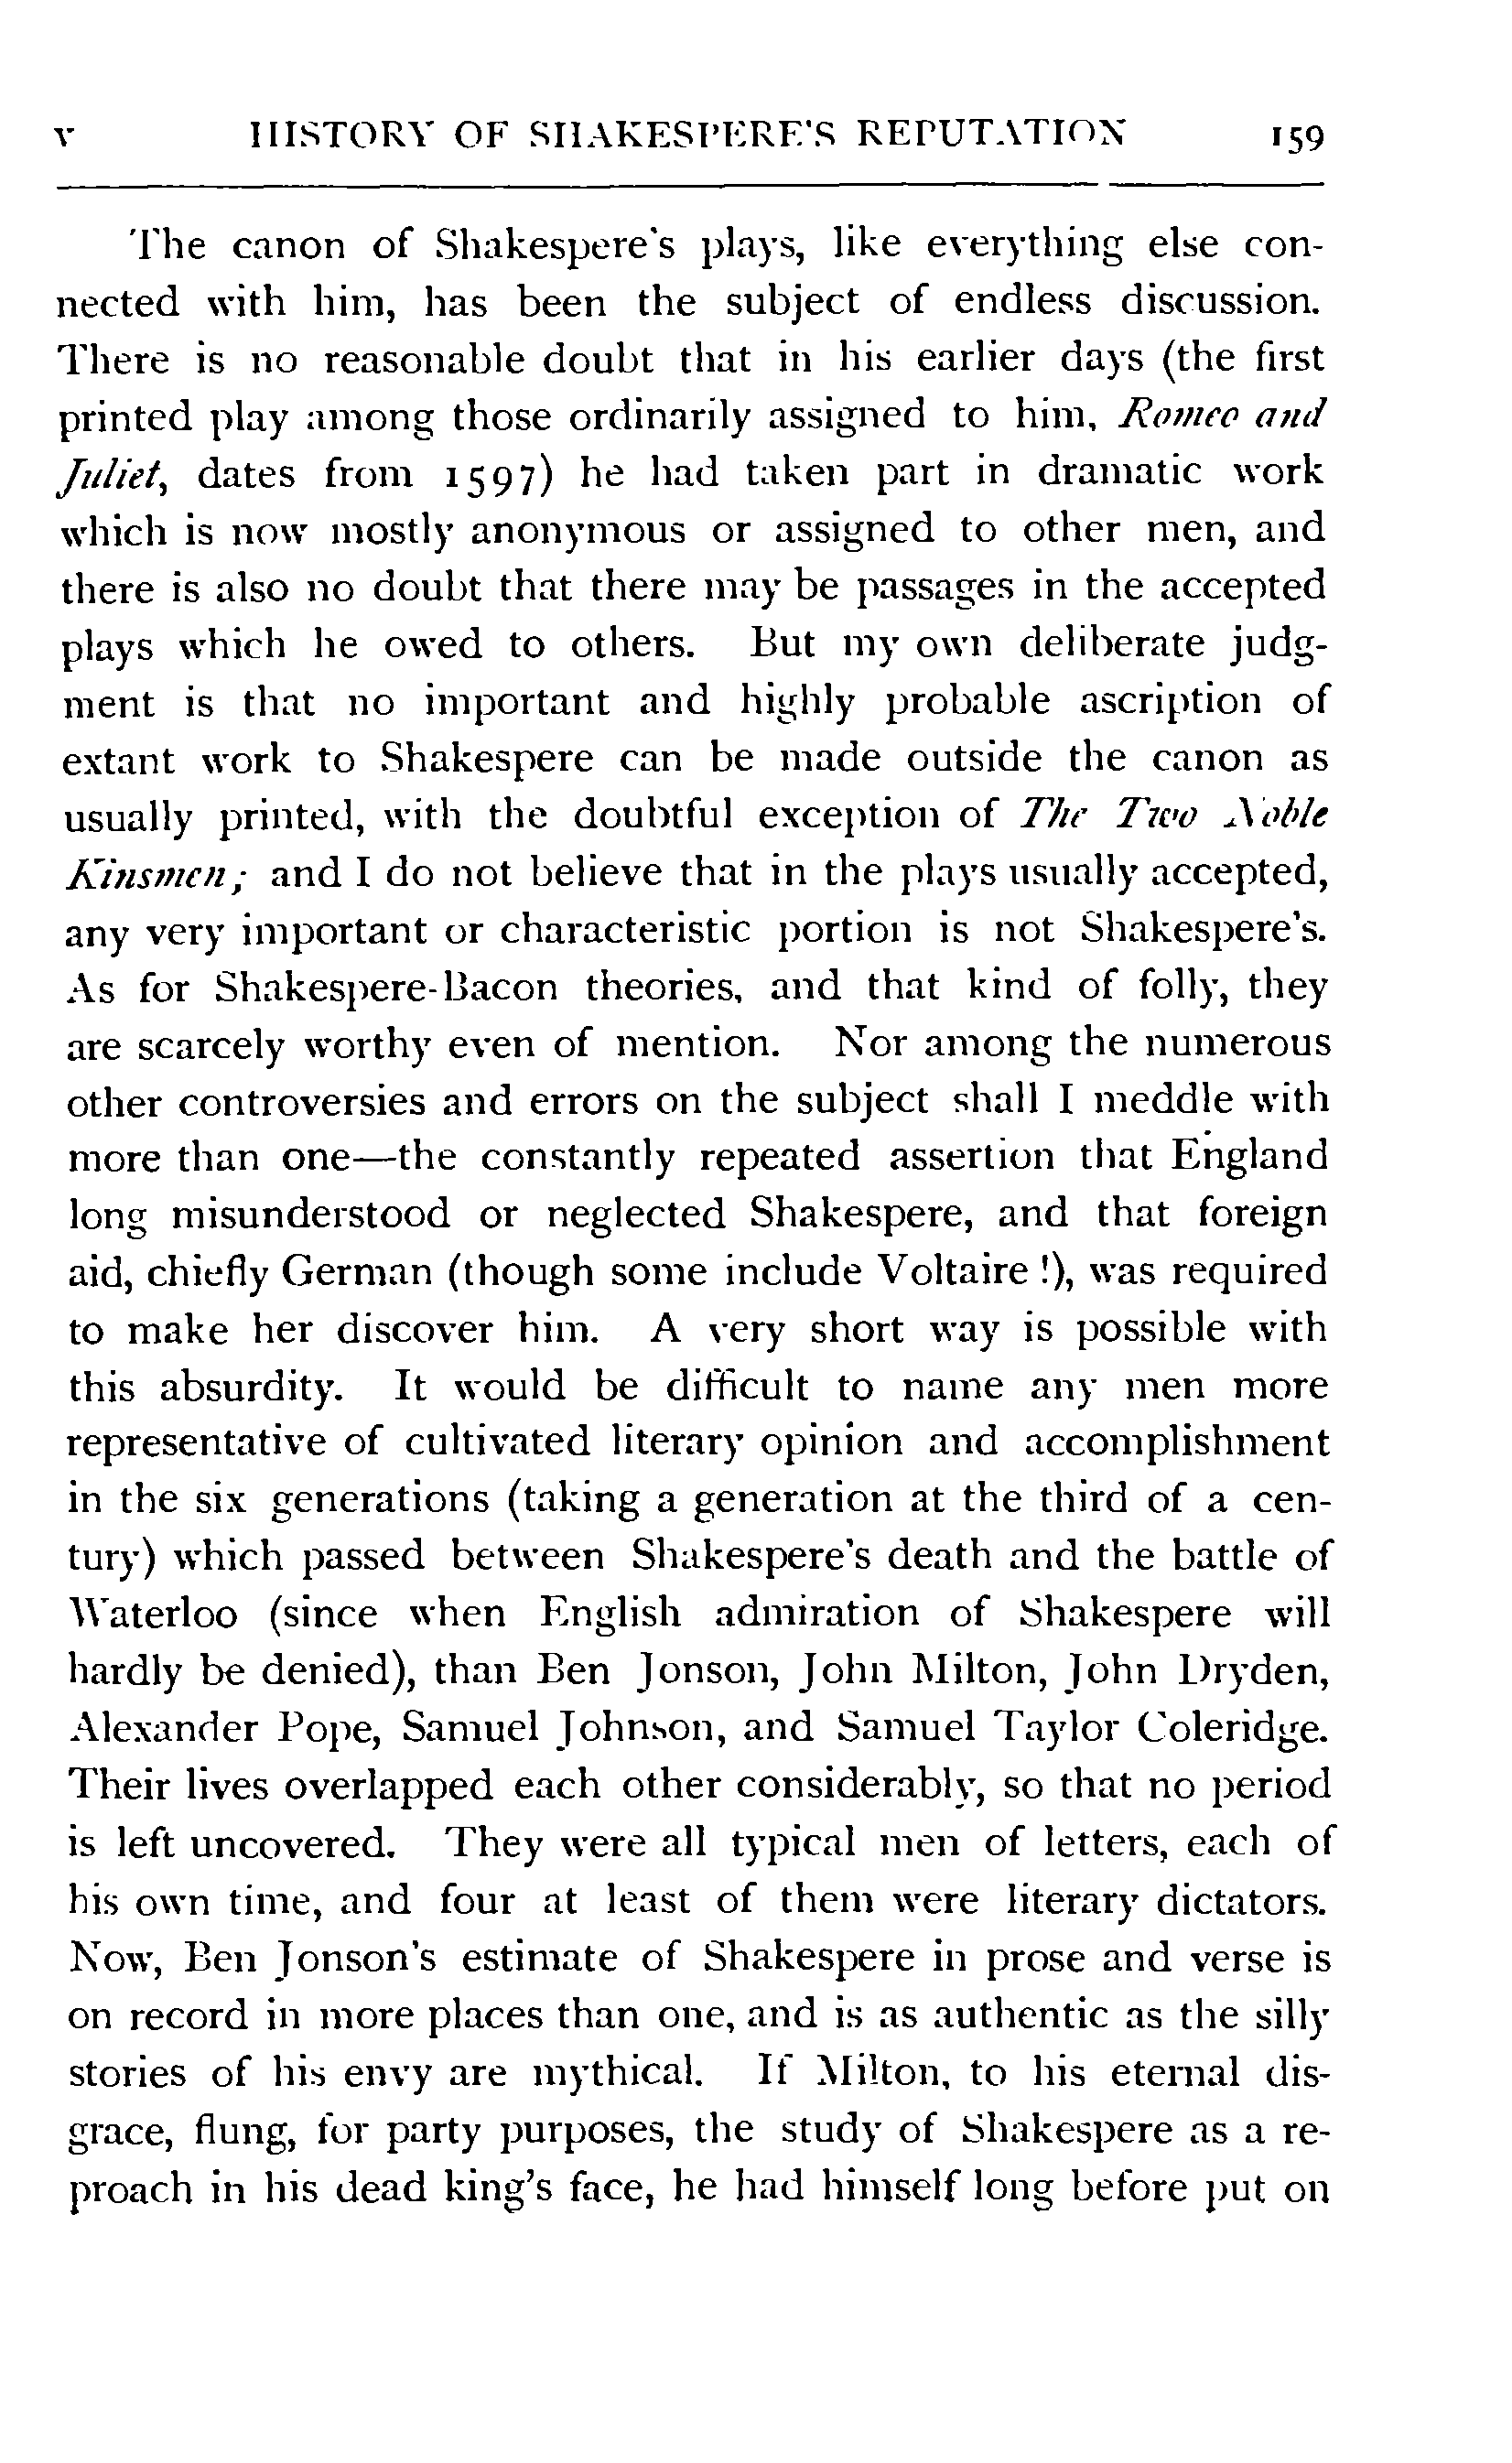 v HISTORY OF SHAKESPERE'S REPUTATION 159
The canon of Shakespere's plays, like everything else con-
nected with him, has been the subject of endless discussion.
There is no reasonable doubt that in his earlier days (the first
printed play among those ordinarily assigned to him, Romeo and
Juliet, dates from 1597) he had taken part in dramatic work
which is now mostly anonymous or assigned to other men, and
there is also no doubt that there may be passages in the accepted
plays which he owed to others. But my own deliberate judg-
ment is that no important and highly probable ascription of
extant work to Shakespere can be made outside the canon as
usually printed, with the doubtful exception of The Two Noble
Kinsmen; and I do not believe that in the plays usually accepted,
any very important or characteristic portion is not Shakespere's.
As for Shakespere-Bacon theories, and that kind of folly, they
are scarcely worthy even of mention. Nor among the numerous
other controversies and errors on the subject shall I meddle with
more than one—the constantly repeated assertion that England
long misunderstood or neglected Shakespere, and that foreign
aid, chiefly German (though some include Voltaire !), was required
to make her discover him. A very short way is possible with
this absurdity. It would be difficult to name any men more
representative of cultivated literary opinion and accomplishment
in the six generations (taking a generation at the third of a cen-
tury) which passed between Shakespere's death and the battle of
Waterloo (since when English admiration of Shakespere will
hardly be denied), than Ben Jonson, John Milton, John Dryden,
Alexander Pope, Samuel Johnson, and Samuel Taylor Coleridge.
Their lives overlapped each other considerably, so that no period
is left uncovered. They were all typical men of letters, each of
his own time, and four at least of them were literary dictators.
Now, Ben Jonson's estimate of Shakespere in prose and verse is
on record in more places than one, and is as authentic as the silly
stories of his envy are mythical. If Milton, to his eternal dis-
grace, flung, for party purposes, the study of Shakespere as a re-
proach in his dead king's face, he had himself long before put on